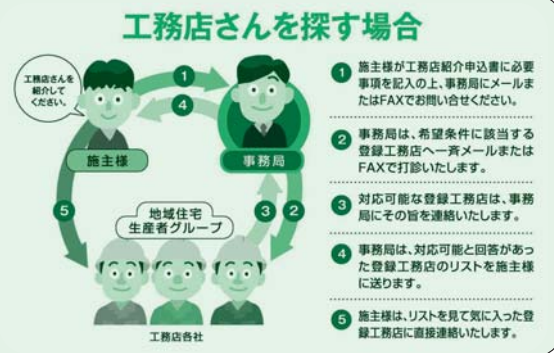 工務店さんを探す場合
工務店さんを
紹介して
ください。
1
4
施主様
事務局
5
3
2
地域住宅
生産者グループ
工務店各社
1 施主様が工務店紹介申込書に必要
事項を記入の上、事務局にメールま
たはFAXでお問い合せください。
2 事務局は、希望条件に該当する
登録工務店へ一斉メールまたは
FAXで打診いたします。
3 対応可能な登録工務店は、事務
局にその旨を連絡いたします。
4 事務局は、対応可能と回答があっ
た登録工務店のリストを施主様
に送ります。
5 施主様は、リストを見て気に入った登
録工務店に直接連絡いたします。